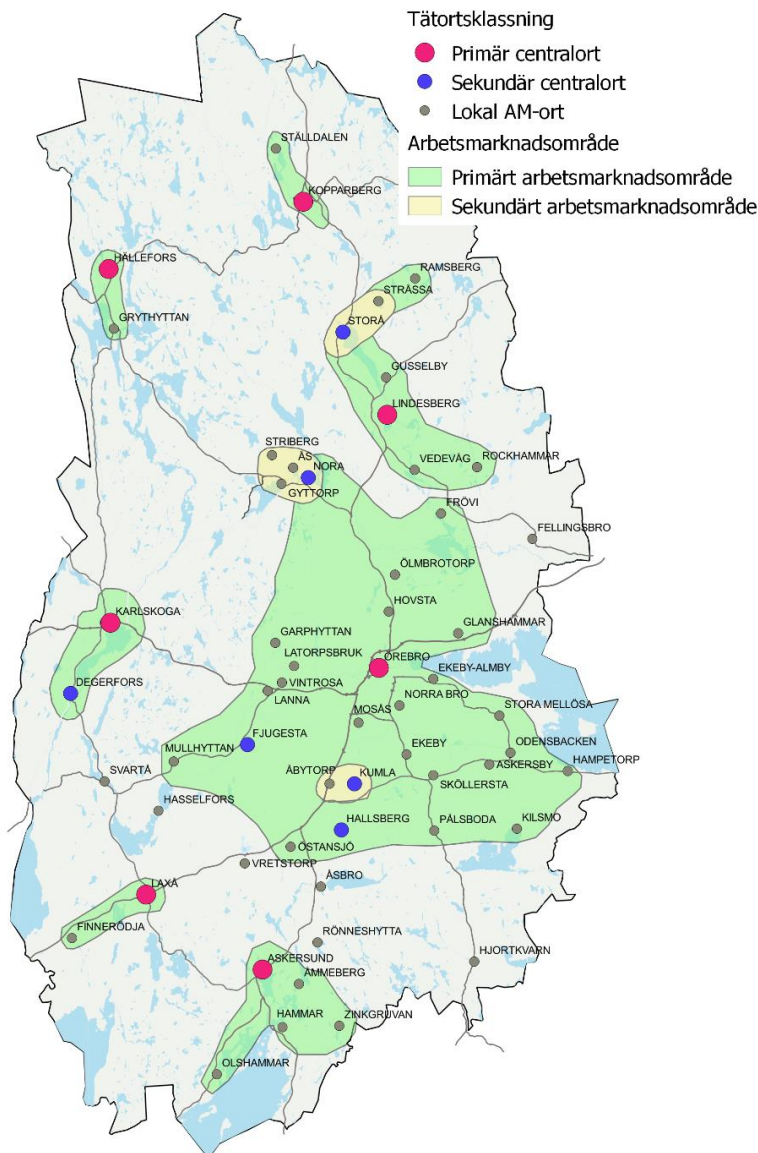 Tätortsklassning
Primär centralort
Sekundär centralort
Lokal AM-ort
Arbetsmarknadsområde
Primärt arbetsmarknadsområde
Sekundärt arbetsmarknadsområde
STÄLLDALEN
KOPPARBERG
HÄLLEFORS
RAMSBERG
STRÅSSA
GRYTHYTTAN
STORÅ
GUSSELBY
LINDESBERG
STRIBERG
ÅS
NORA
VEDEVÅG
ROCKHAMMAR
GYTTORP
FRÖVI
FELLINGSBRO
ÖLMBROTORP
HOVSTA
KARLSKOGA
GLANSHAMMAR
GARPHYTTAN
LATORPSBRUK
ÖREBRO
EKEBY-ALMBY
DEGERFORS
VINTROSA
LANNA
NORRA BRO
STORA MELLÖSA
MOSÅS
FJUGESTA
MULLHYTTAN
EKEBY
ODENSBACKEN
ASKERSBY
HAMPETORP
SVARTÅ
ÅBYTORP
KUMLA
SKÖLLERSTA
HASSELFORS
HALLSBERG
PÅLSBODA
KILSMO
ÖSTANSJÖ
VRETSTORP
LAXÅ
ÅSBRO
FINNERÖDJA
RÖNNESHYTTA
ASKERSUND
HJORTKVARN
ÅMMEBERG
HAMMAR
ZINKGRUVAN
OLSHAMMAR